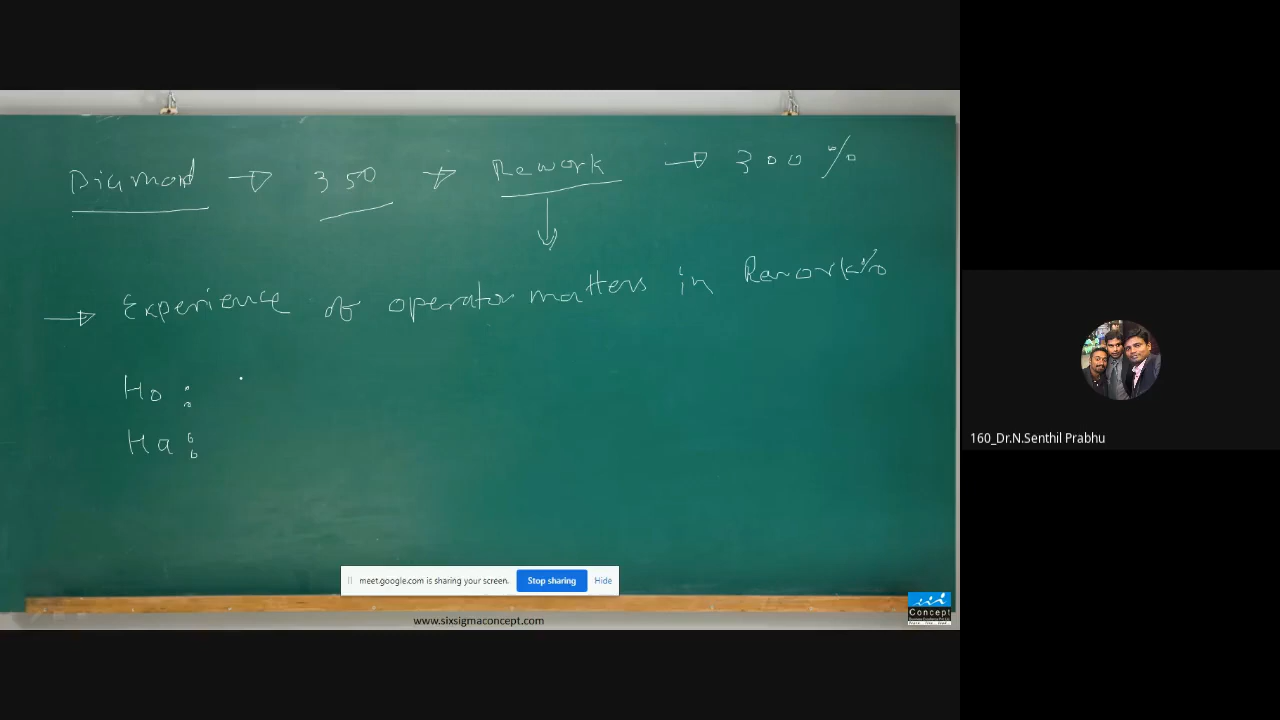 Diamond → 350 → Rework → 300%
↓
→ Experience of operator matters in Rework%
Ho :
Ha :
meet.google.com is sharing your screen. Stop sharing Hide
www.sixsigmaconcept.com
Concept
160_Dr.N.Senthil Prabhu